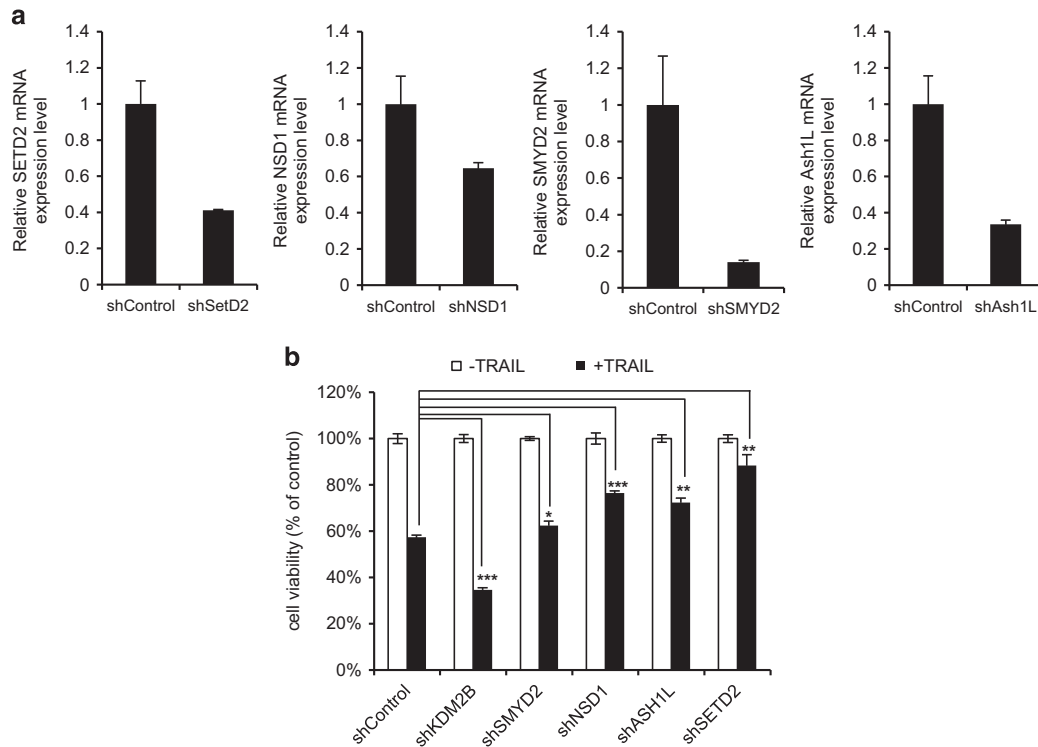 a
Relative SETD2 mRNA
expression level
1.4
1.2
1
0.8
0.6
0.4
0.2
0
shControl shSetD2
Relative NSD1 mRNA
expression level
1.4
1.2
1
0.8
0.6
0.4
0.2
0
shControl shNSD1
Relative SMYD2 mRNA
expression level
1.4
1.2
1
0.8
0.6
0.4
0.2
0
shControl shSMYD2
Relative Ash1L mRNA
expression level
1.4
1.2
1
0.8
0.6
0.4
0.2
0
shControl shAsh1L
b
-TRAIL +TRAIL
cell viability (% of control)
120%
100%
80%
60%
40%
20%
0%
***
*
***
**
**
shControl
shKDM2B
shSMYD2
shNSD1
shASH1L
shSETD2